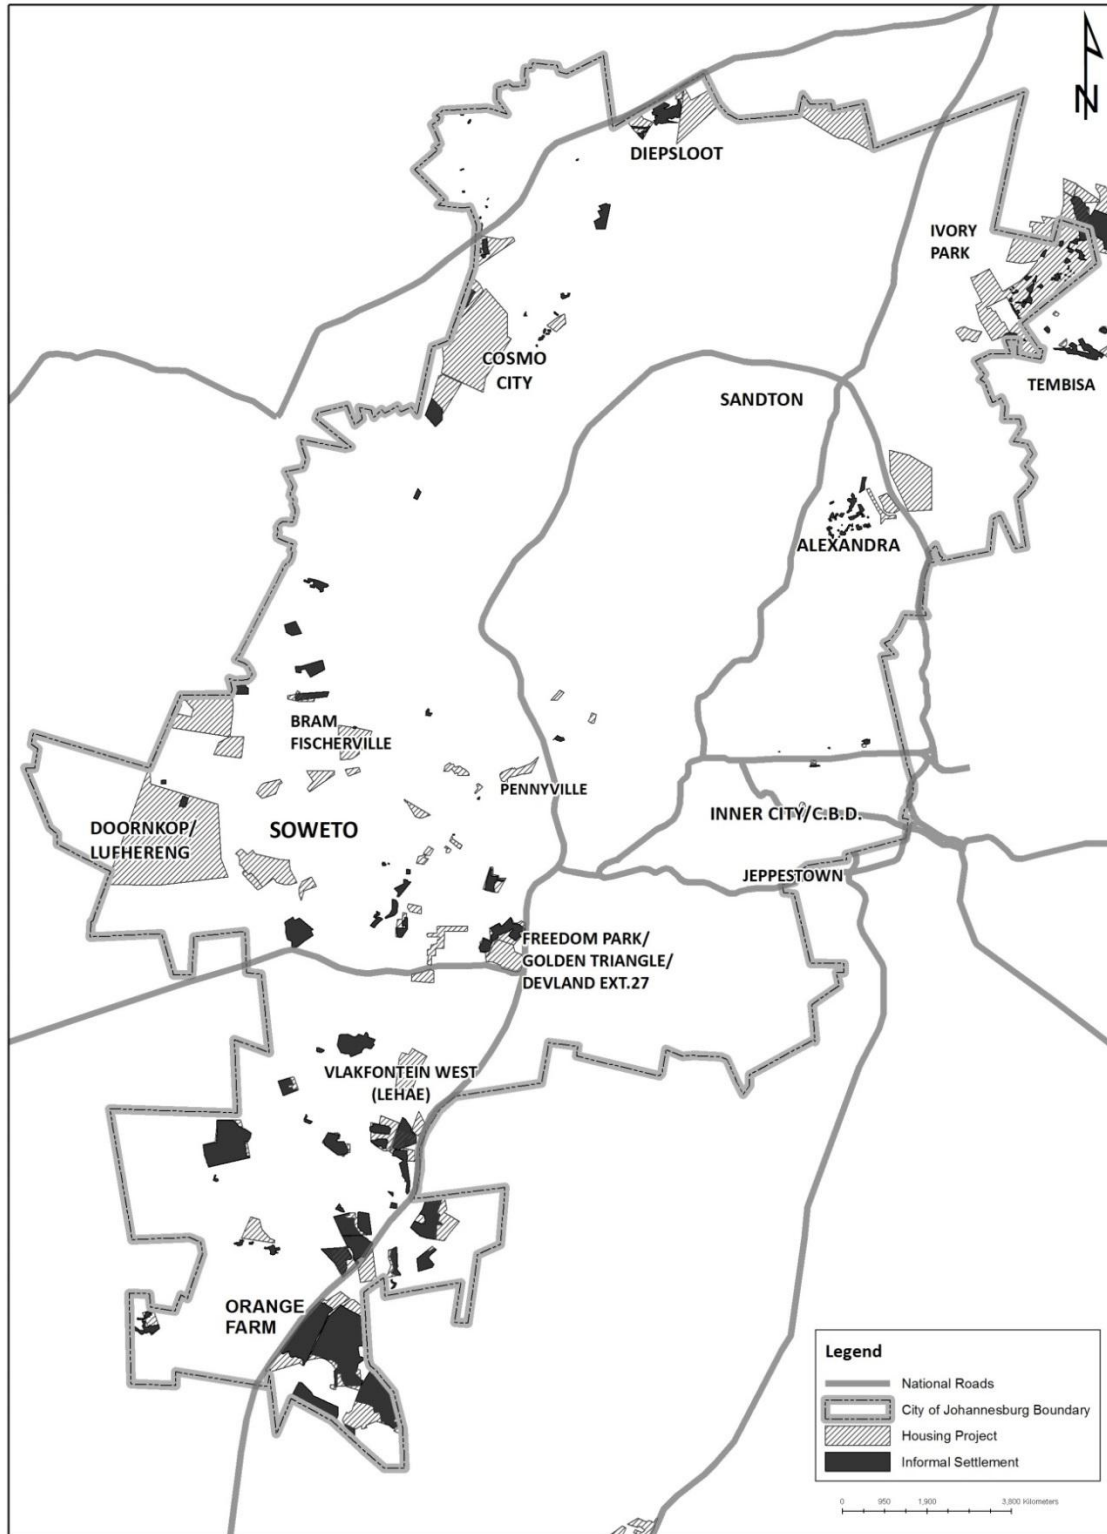 N
DIEPSLOOT
IVORY
PARK
COSMO
CITY
TEMBISA
SANDTON
ALEXANDRA
BRAM
FISCHERVILLE
PENNYVILLE
DOORNKOP/
LUFHERENG
SOWETO
INNER CITY/C.B.D.
JEPPESTOWN
FREEDOM PARK/
GOLDEN TRIANGLE/
DEVLAND EXT.27
VLAKFONTEIN WEST
(LEHAE)
ORANGE
FARM
Legend
National Roads
City of Johannesburg Boundary
Housing Project
Informal Settlement
0 950 1,900 3,800 Kilometers